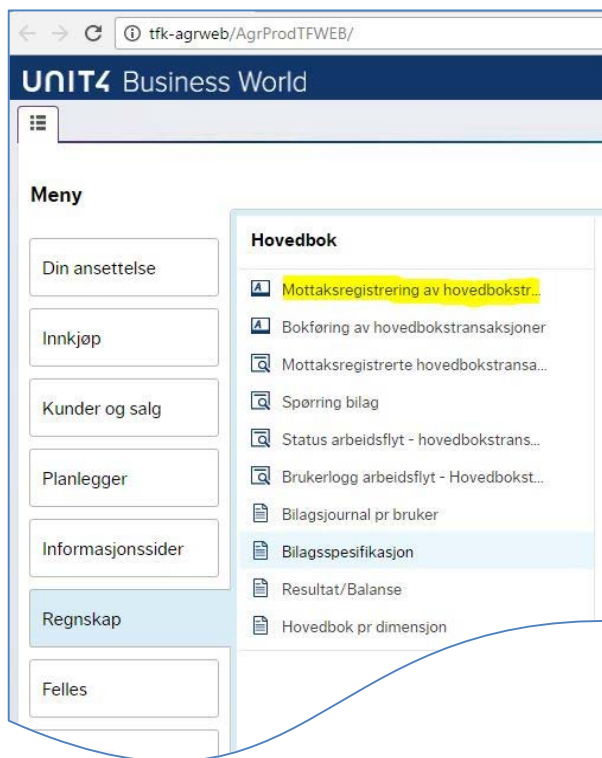 tfk-agrweb/AgrProdTFWEB/
UNIT4 Business World
Meny
Din ansettelse
Innkjøp
Kunder og salg
Planlegger
Informasjonssider
Regnskap
Felles
Hovedbok
Mottaksregistrering av hovedbokstr...
Bokføring av hovedbokstransaksjoner
Mottaksregistrerte hovedbokstransa...
Spørring bilag
Status arbeidsflyt - hovedbokstrans...
Brukerlogg arbeidsflyt - Hovedbokst...
Bilagsjournal pr bruker
Bilagsspesifikasjon
Resultat/Balanse
Hovedbok pr dimensjon